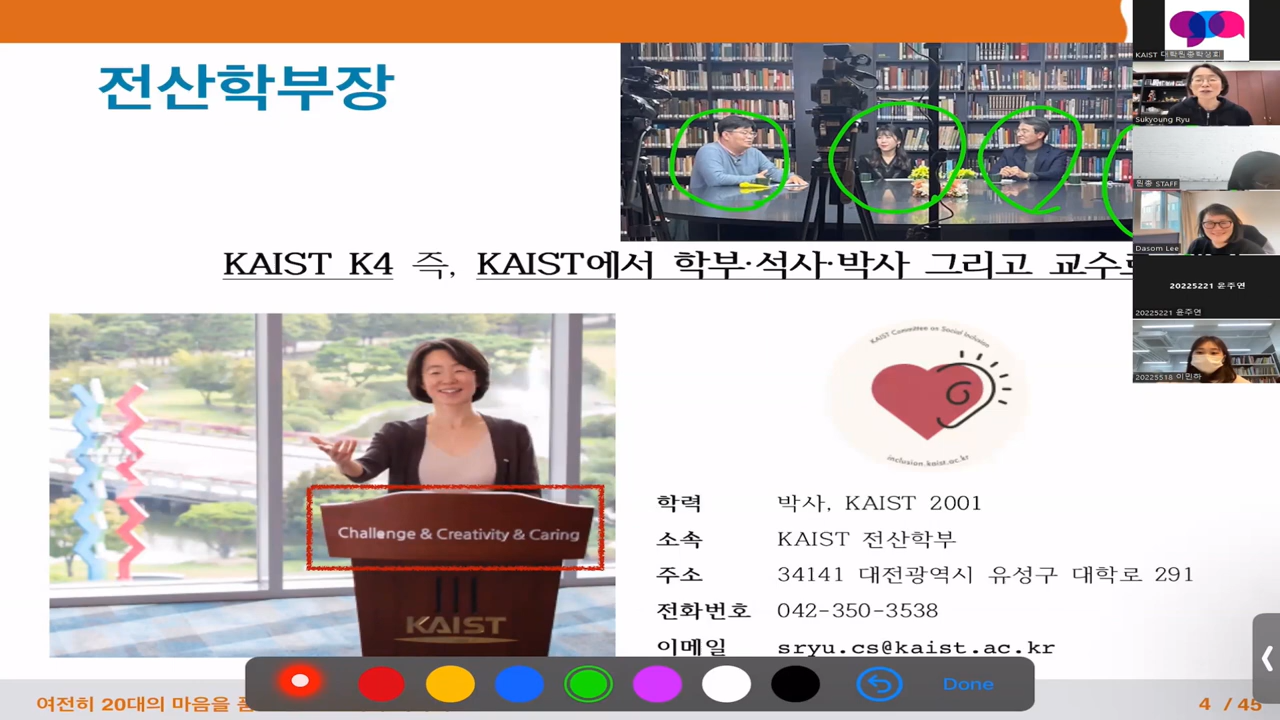 전산학부장
KAIST K4 즉, KAIST에서 학부·석사·박사 그리고
KAIST Committee on Social Inclusion
inclusion.kaist.ac.kr
Challenge & Creativity & Caring
KAIST
학력 박사, KAIST 2001
소속 KAIST 전산학부
주소 34141 대전광역시 유성구 대학로 291
전화번호 042-350-3538
이메일 sryu.cs@kaist.ac.kr
여전히 20대의 마음을
4 / 45
Done
KAIST 대학원총학생회
Sukyoung Ryu
원총 STAFF
Dasom Lee
20225221 윤주연
20225221 윤주연
20225518 이민하